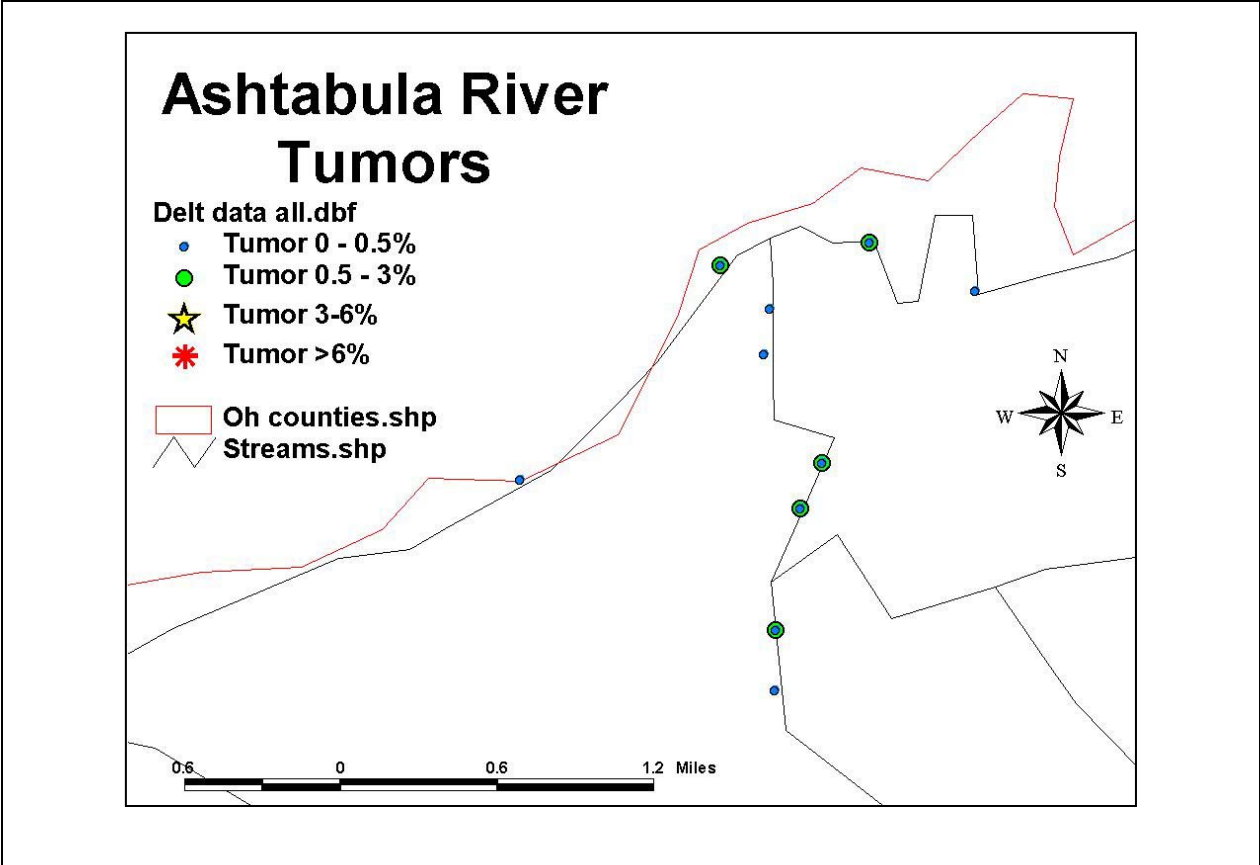 Ashtabula River
Tumors
Delt data all.dbf
Tumor 0 - 0.5%
Tumor 0.5 - 3%
Tumor 3-6%
Tumor >6%
Oh counties.shp
Streams.shp
N
W E
S
0.6 0 0.6 1.2 Miles